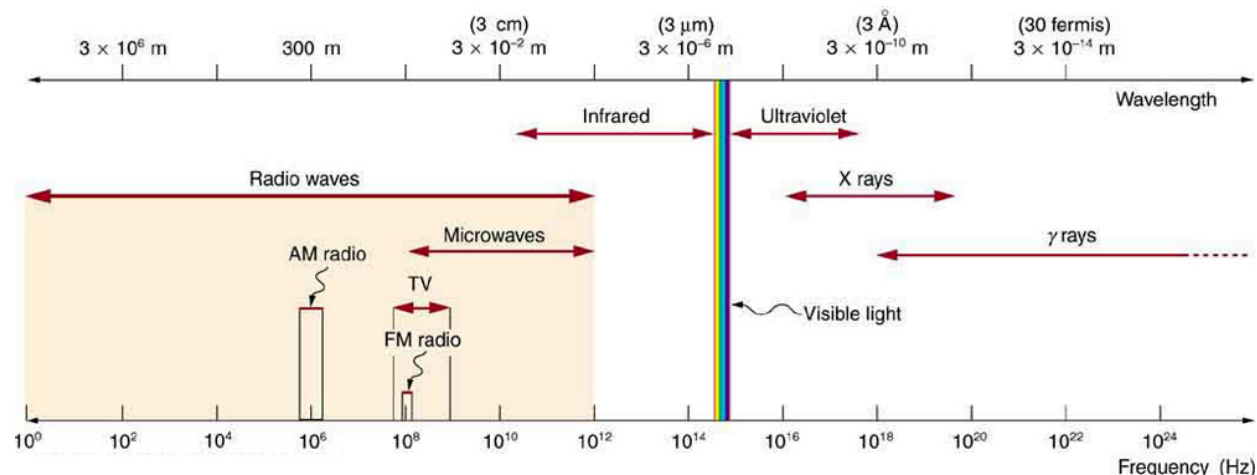 (3 cm) (3 μm) (3 Å) (30 fermis)
3 × 10⁶ m 300 m 3 × 10⁻² m 3 × 10⁻⁶ m 3 × 10⁻¹⁰ m 3 × 10⁻¹⁴ m
Wavelength
Infrared Ultraviolet
Radio waves X rays
Microwaves γ rays
AM radio
TV
Visible light
FM radio
10⁰ 10² 10⁴ 10⁶ 10⁸ 10¹⁰ 10¹² 10¹⁴ 10¹⁶ 10¹⁸ 10²⁰ 10²² 10²⁴
Frequency (Hz)